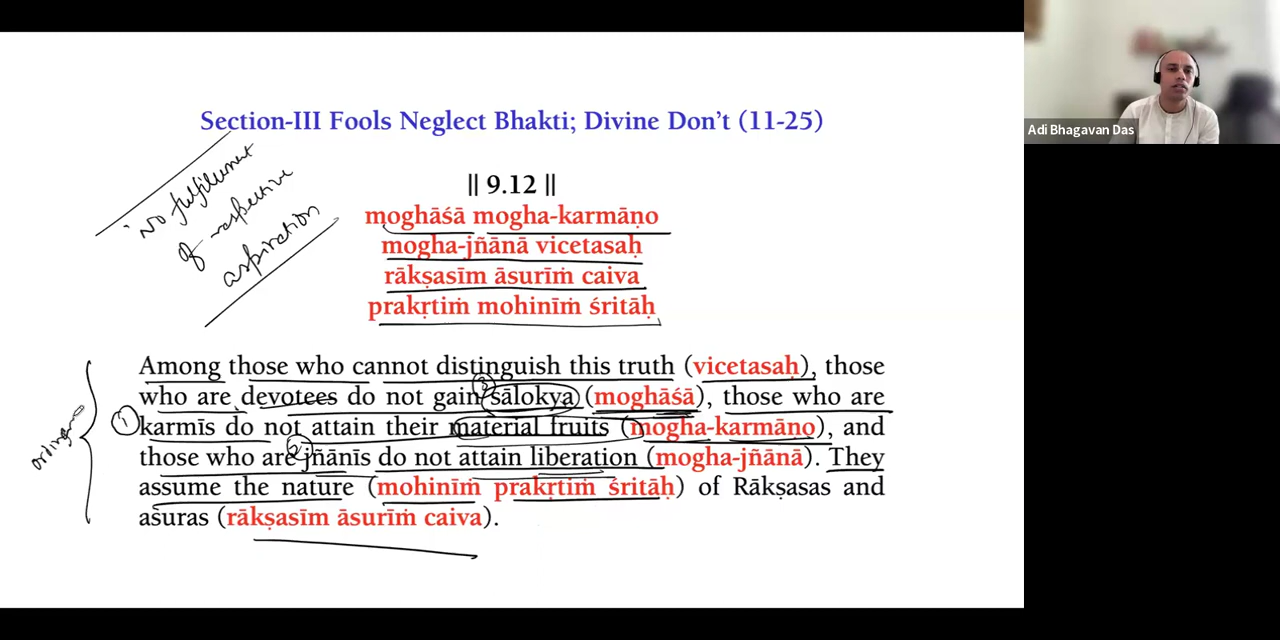 Section-III Fools Neglect Bhakti; Divine Don't (11-25)
No fulfilment
of respective
aspiration
|| 9.12 ||
moghāśā mogha-karmāṇo
mogha-jñānā vicetasaḥ
rākṣasīm āsurīṁ caiva
prakṛtiṁ mohinīṁ śritāḥ
Among those who cannot distinguish this truth (vicetasaḥ), those
who are devotees do not gain sālokya (moghāśā), those who are
karmīs do not attain their material fruits (mogha-karmāṇo), and
those who are jñānīs do not attain liberation (mogha-jñānā). They
assume the nature (mohinīṁ prakṛtiṁ śritāḥ) of Rākṣasas and
asuras (rākṣasīm āsurīṁ caiva).
3
1
2
Adi Bhagavan Das